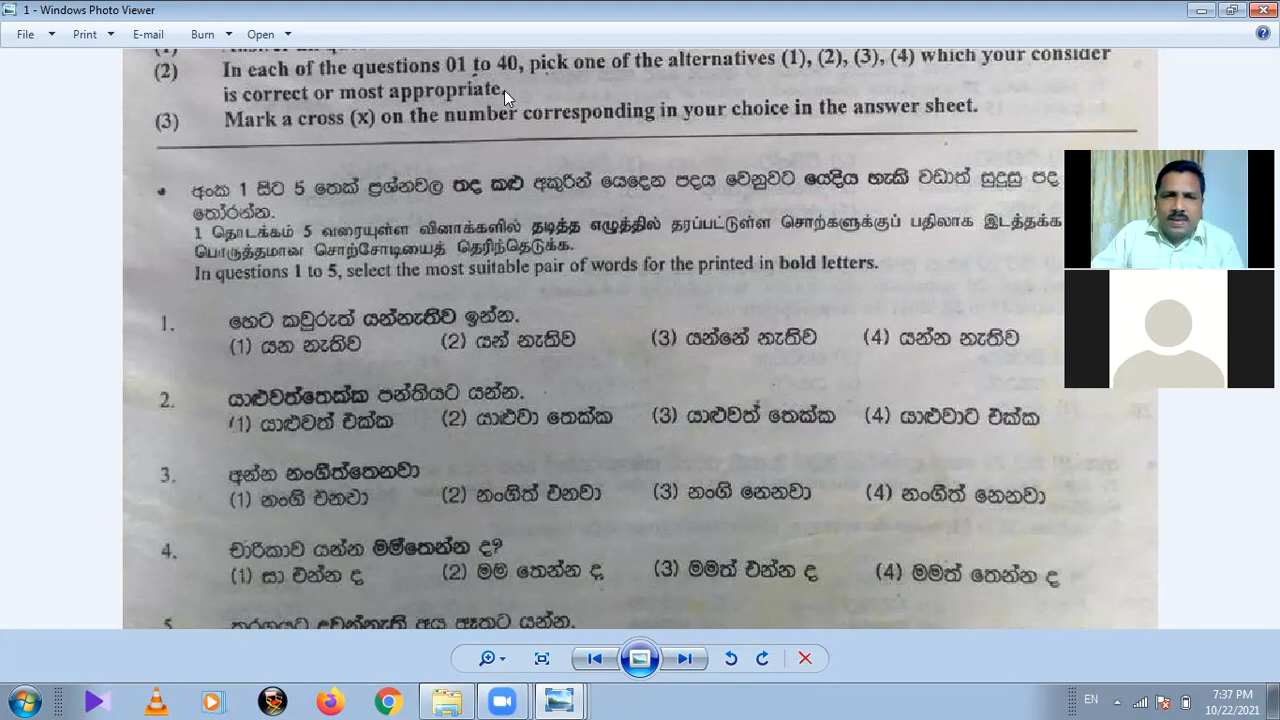 1 - Windows Photo Viewer
File Print E-mail Burn Open
(2) In each of the questions 01 to 40, pick one of the alternatives (1), (2), (3), (4) which your consider
is correct or most appropriate.
(3) Mark a cross (x) on the number corresponding in your choice in the answer sheet.
• අංක 1 සිට 5 තෙක් ප්‍රශ්නවල තද කළු අකුරින් යෙදෙන පදය වෙනුවට යෙදිය හැකි වඩාත් සුදුසු පද
තෝරන්න.
1 தொடக்கம் 5 வரையுள்ள வினாக்களில் தடித்த எழுத்தில் தரப்பட்டுள்ள சொற்களுக்குப் பதிலாக இடத்தக்க
பொருத்தமான சொற்சோடியைத் தெரிந்தெடுக்க.
In questions 1 to 5, select the most suitable pair of words for the printed in bold letters.
1. හෙට කවුරුත් යන්නැතිව ඉන්න.
(1) යන නැතිව (2) යන් නැතිව (3) යන්නේ නැතිව (4) යන්න නැතිව
2. යාළුවත්තෙක්ක පන්තියට යන්න.
(1) යාළුවත් එක්ක (2) යාළුවා තෙක්ක (3) යාළුවත් තෙක්ක (4) යාළුවාට එක්ක
3. අන්න නංගීත්තෙනවා
(1) නංගි එනවා (2) නංගිත් එනවා (3) නංගි නෙනවා (4) නංගීත් නෙනවා
4. චාරිකාව යන්න මම්තෙන්න ද?
(1) සා එන්න ද (2) මම තෙන්න ද (3) මමත් එන්න ද (4) මමත් තෙන්න ද
5 අය ඈතට යන්න.
EN 7:37 PM
10/22/2021